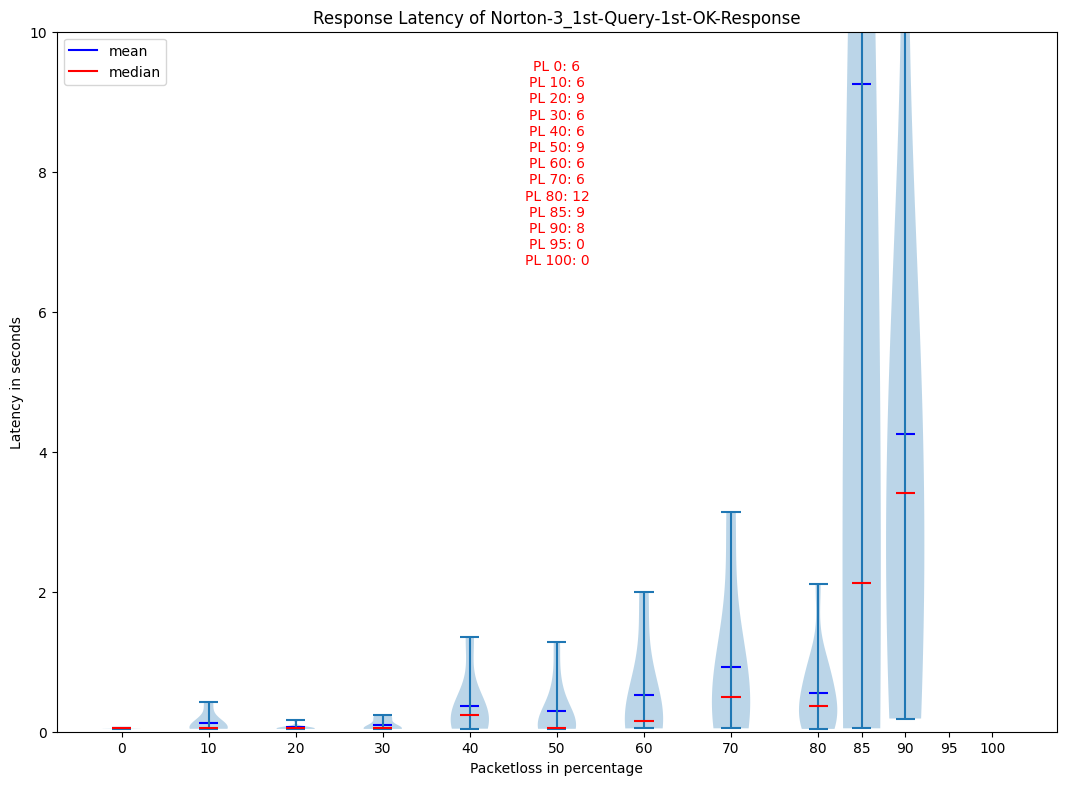 Response Latency of Norton-3_1st-Query-1st-OK-Response
mean
median
PL 0: 6
PL 10: 6
PL 20: 9
PL 30: 6
PL 40: 6
PL 50: 9
PL 60: 6
PL 70: 6
PL 80: 12
PL 85: 9
PL 90: 8
PL 95: 0
PL 100: 0
Latency in seconds
10
8
6
4
2
0
0 10 20 30 40 50 60 70 80 85 90 95 100
Packetloss in percentage